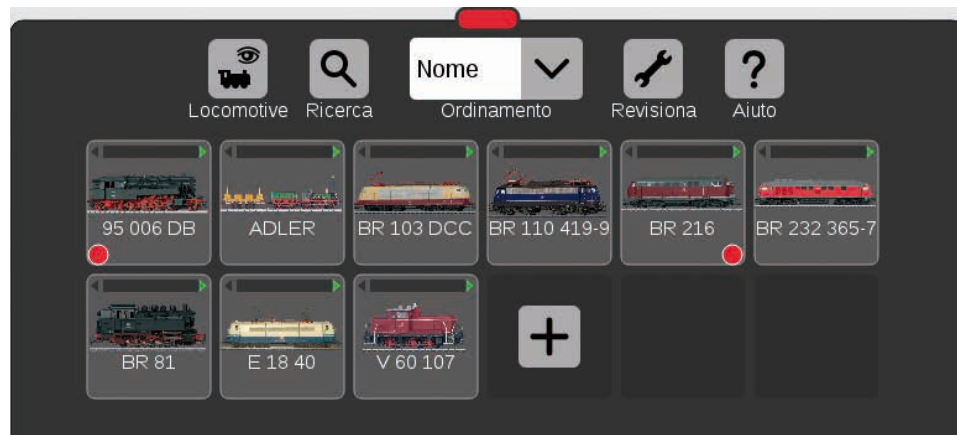 Nome
Locomotive Ricerca Ordinamento Revisiona Aiuto
95 006 DB ADLER BR 103 DCC BR 110 419-9 BR 216 BR 232 365-7
BR 81 E 18 40 V 60 107